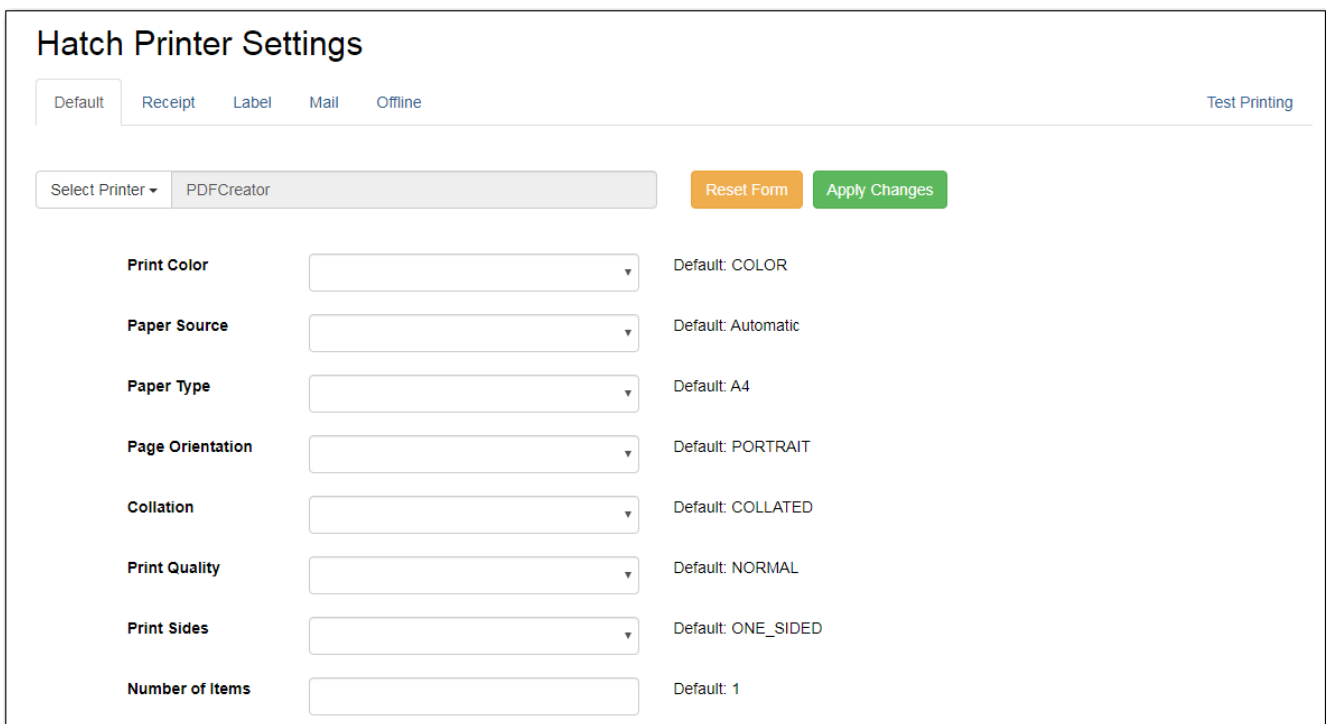 Hatch Printer Settings
Default Receipt Label Mail Offline Test Printing
Select Printer PDFCreator Reset Form Apply Changes
Print Color Default: COLOR
Paper Source Default: Automatic
Paper Type Default: A4
Page Orientation Default: PORTRAIT
Collation Default: COLLATED
Print Quality Default: NORMAL
Print Sides Default: ONE_SIDED
Number of Items Default: 1